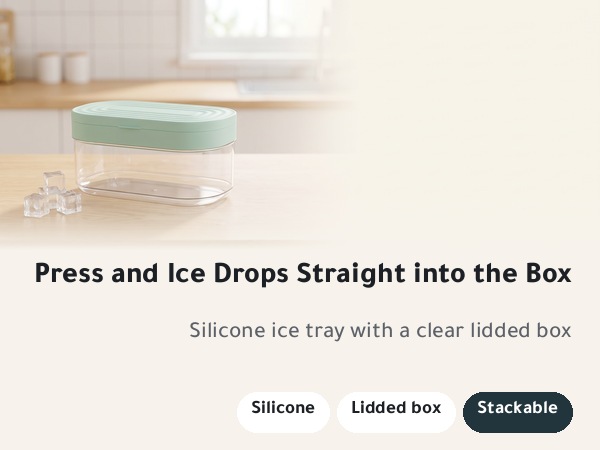 Press and Ice Drops Straight into the Box
Silicone ice tray with a clear lidded box
Silicone Lidded box Stackable